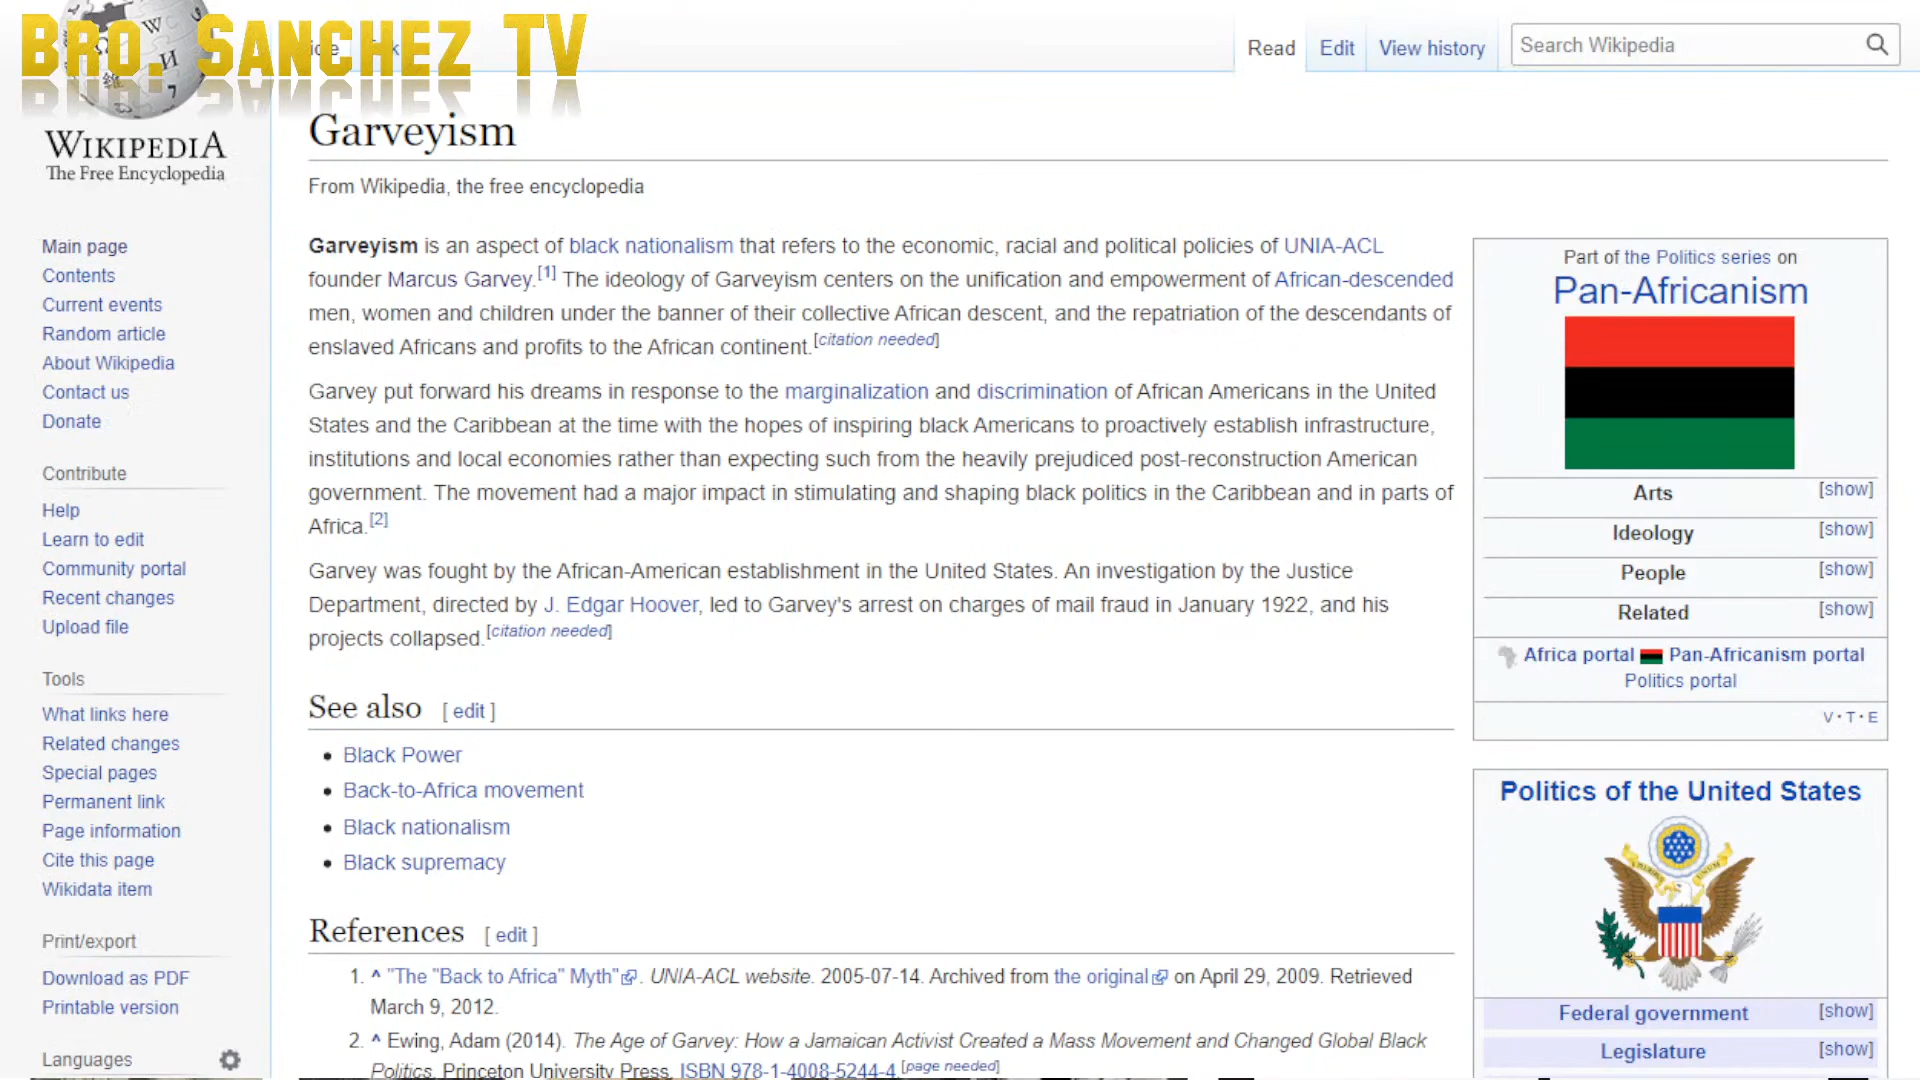 BRO. SANCHEZ TV
Read Edit View history Search Wikipedia
WIKIPEDIA
The Free Encyclopedia
Main page
Contents
Current events
Random article
About Wikipedia
Contact us
Donate
Contribute
Help
Learn to edit
Community portal
Recent changes
Upload file
Tools
What links here
Related changes
Special pages
Permanent link
Page information
Cite this page
Wikidata item
Print/export
Download as PDF
Printable version
Languages
Garveyism
From Wikipedia, the free encyclopedia
Garveyism is an aspect of black nationalism that refers to the economic, racial and political policies of UNIA-ACL
founder Marcus Garvey.[1] The ideology of Garveyism centers on the unification and empowerment of African-descended
men, women and children under the banner of their collective African descent, and the repatriation of the descendants of
enslaved Africans and profits to the African continent.[citation needed]
Garvey put forward his dreams in response to the marginalization and discrimination of African Americans in the United
States and the Caribbean at the time with the hopes of inspiring black Americans to proactively establish infrastructure,
institutions and local economies rather than expecting such from the heavily prejudiced post-reconstruction American
government. The movement had a major impact in stimulating and shaping black politics in the Caribbean and in parts of
Africa.[2]
Garvey was fought by the African-American establishment in the United States. An investigation by the Justice
Department, directed by J. Edgar Hoover, led to Garvey's arrest on charges of mail fraud in January 1922, and his
projects collapsed.[citation needed]
See also [ edit ]
• Black Power
• Back-to-Africa movement
• Black nationalism
• Black supremacy
References [ edit ]
1. ^ "The "Back to Africa" Myth". UNIA-ACL website. 2005-07-14. Archived from the original on April 29, 2009. Retrieved
March 9, 2012.
2. ^ Ewing, Adam (2014). The Age of Garvey: How a Jamaican Activist Created a Mass Movement and Changed Global Black
Politics. Princeton University Press. ISBN 978-1-4008-5244-4.[page needed]
Part of the Politics series on
Pan-Africanism
Arts [show]
Ideology [show]
People [show]
Related [show]
Africa portal Pan-Africanism portal
Politics portal
V · T · E
Politics of the United States
Federal government [show]
Legislature [show]